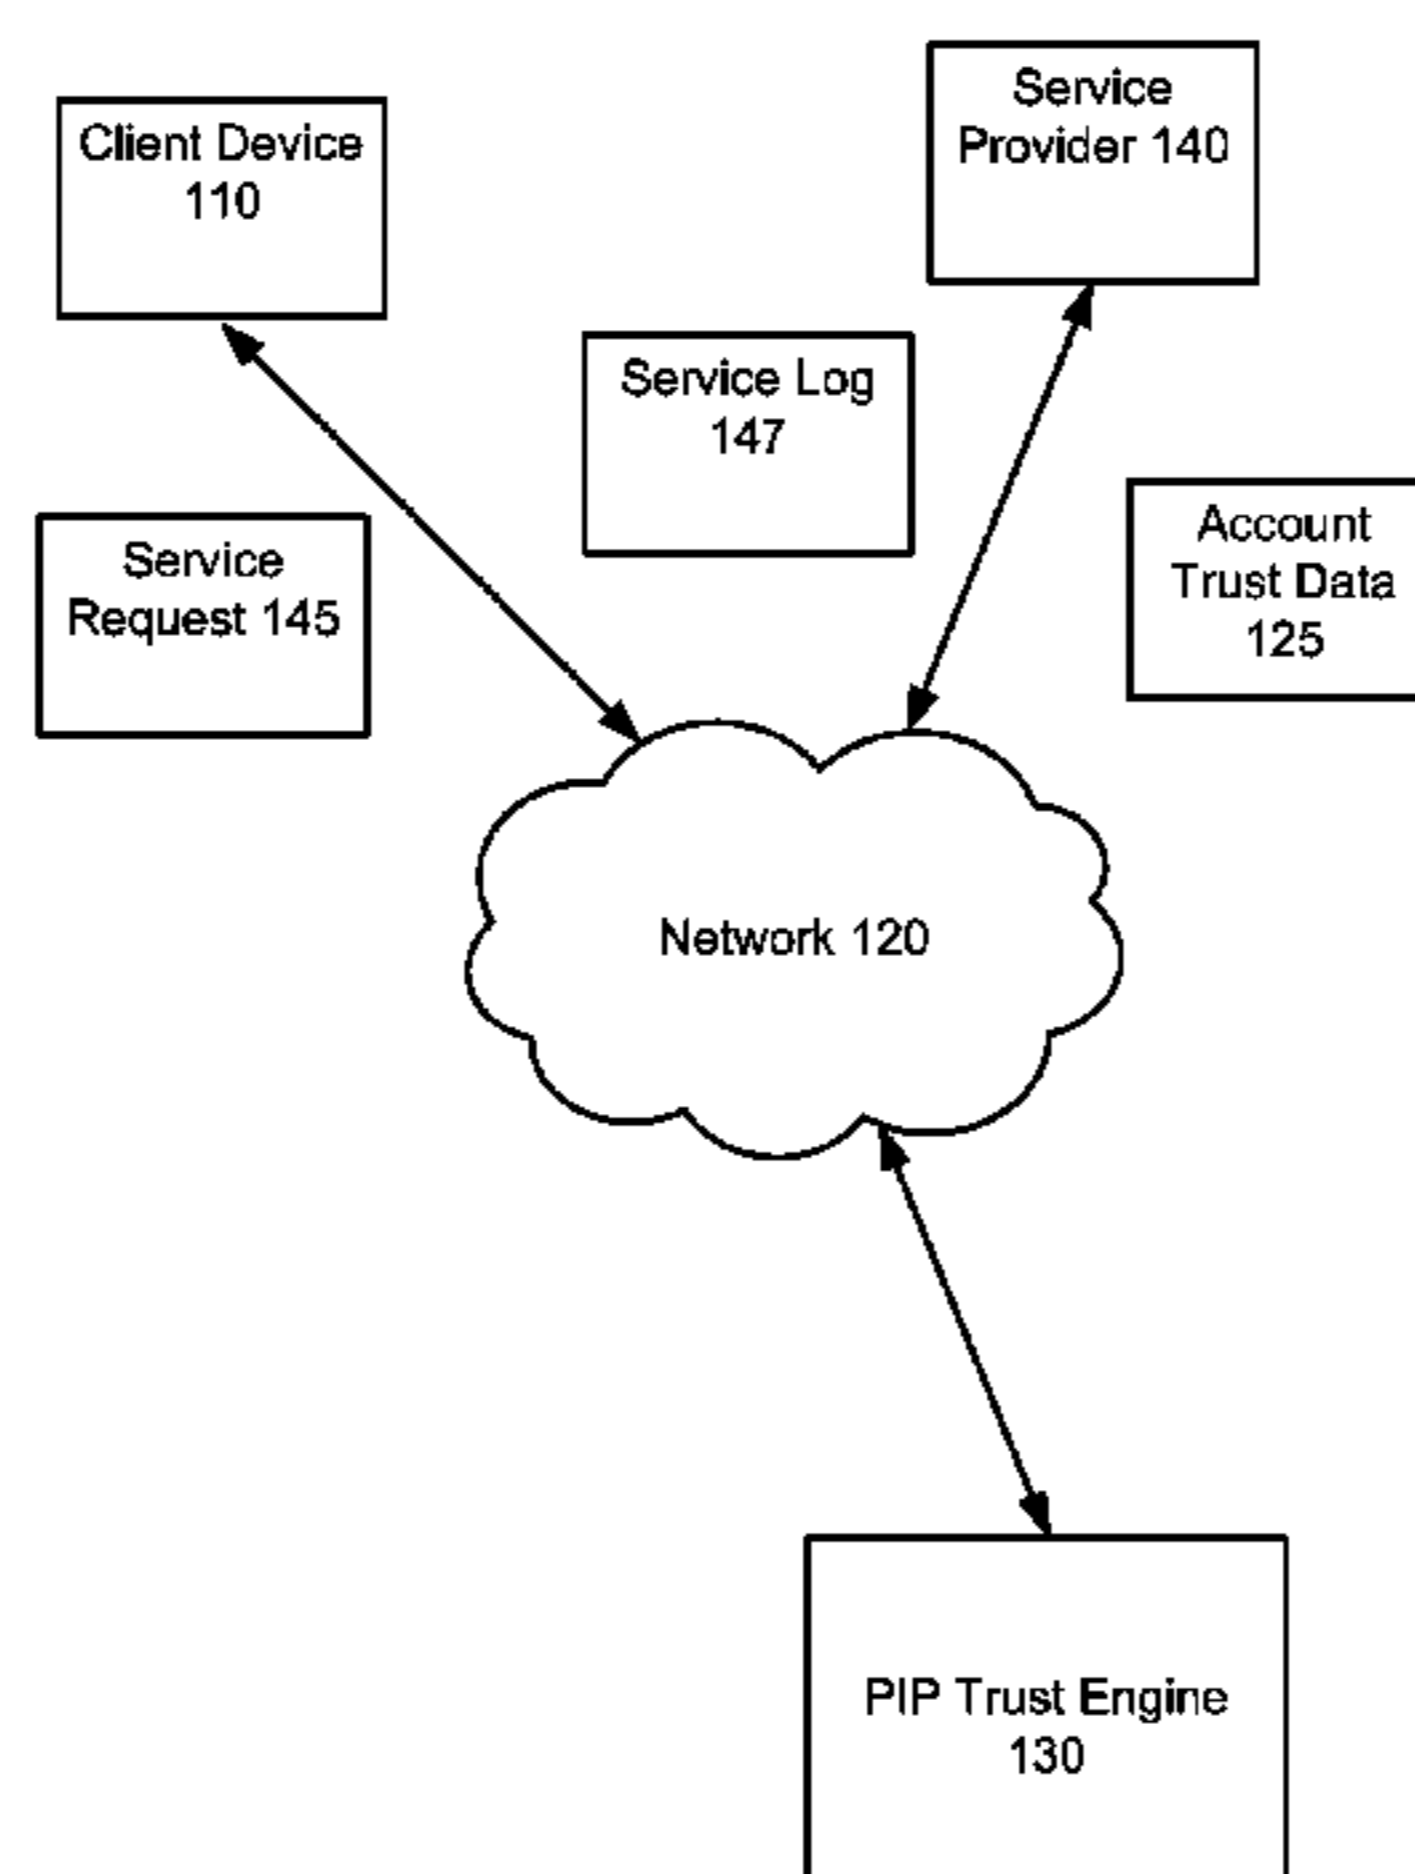 Client Device
110
Service
Provider 140
Service Log
147
Service
Request 145
Account
Trust Data
125
Network 120
PIP Trust Engine
130